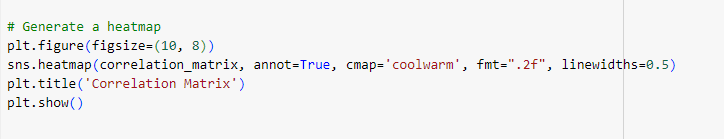 # Generate a heatmap
plt.figure(figsize=(10, 8))
sns.heatmap(correlation_matrix, annot=True, cmap='coolwarm', fmt=".2f", linewidths=0.5)
plt.title('Correlation Matrix')
plt.show()